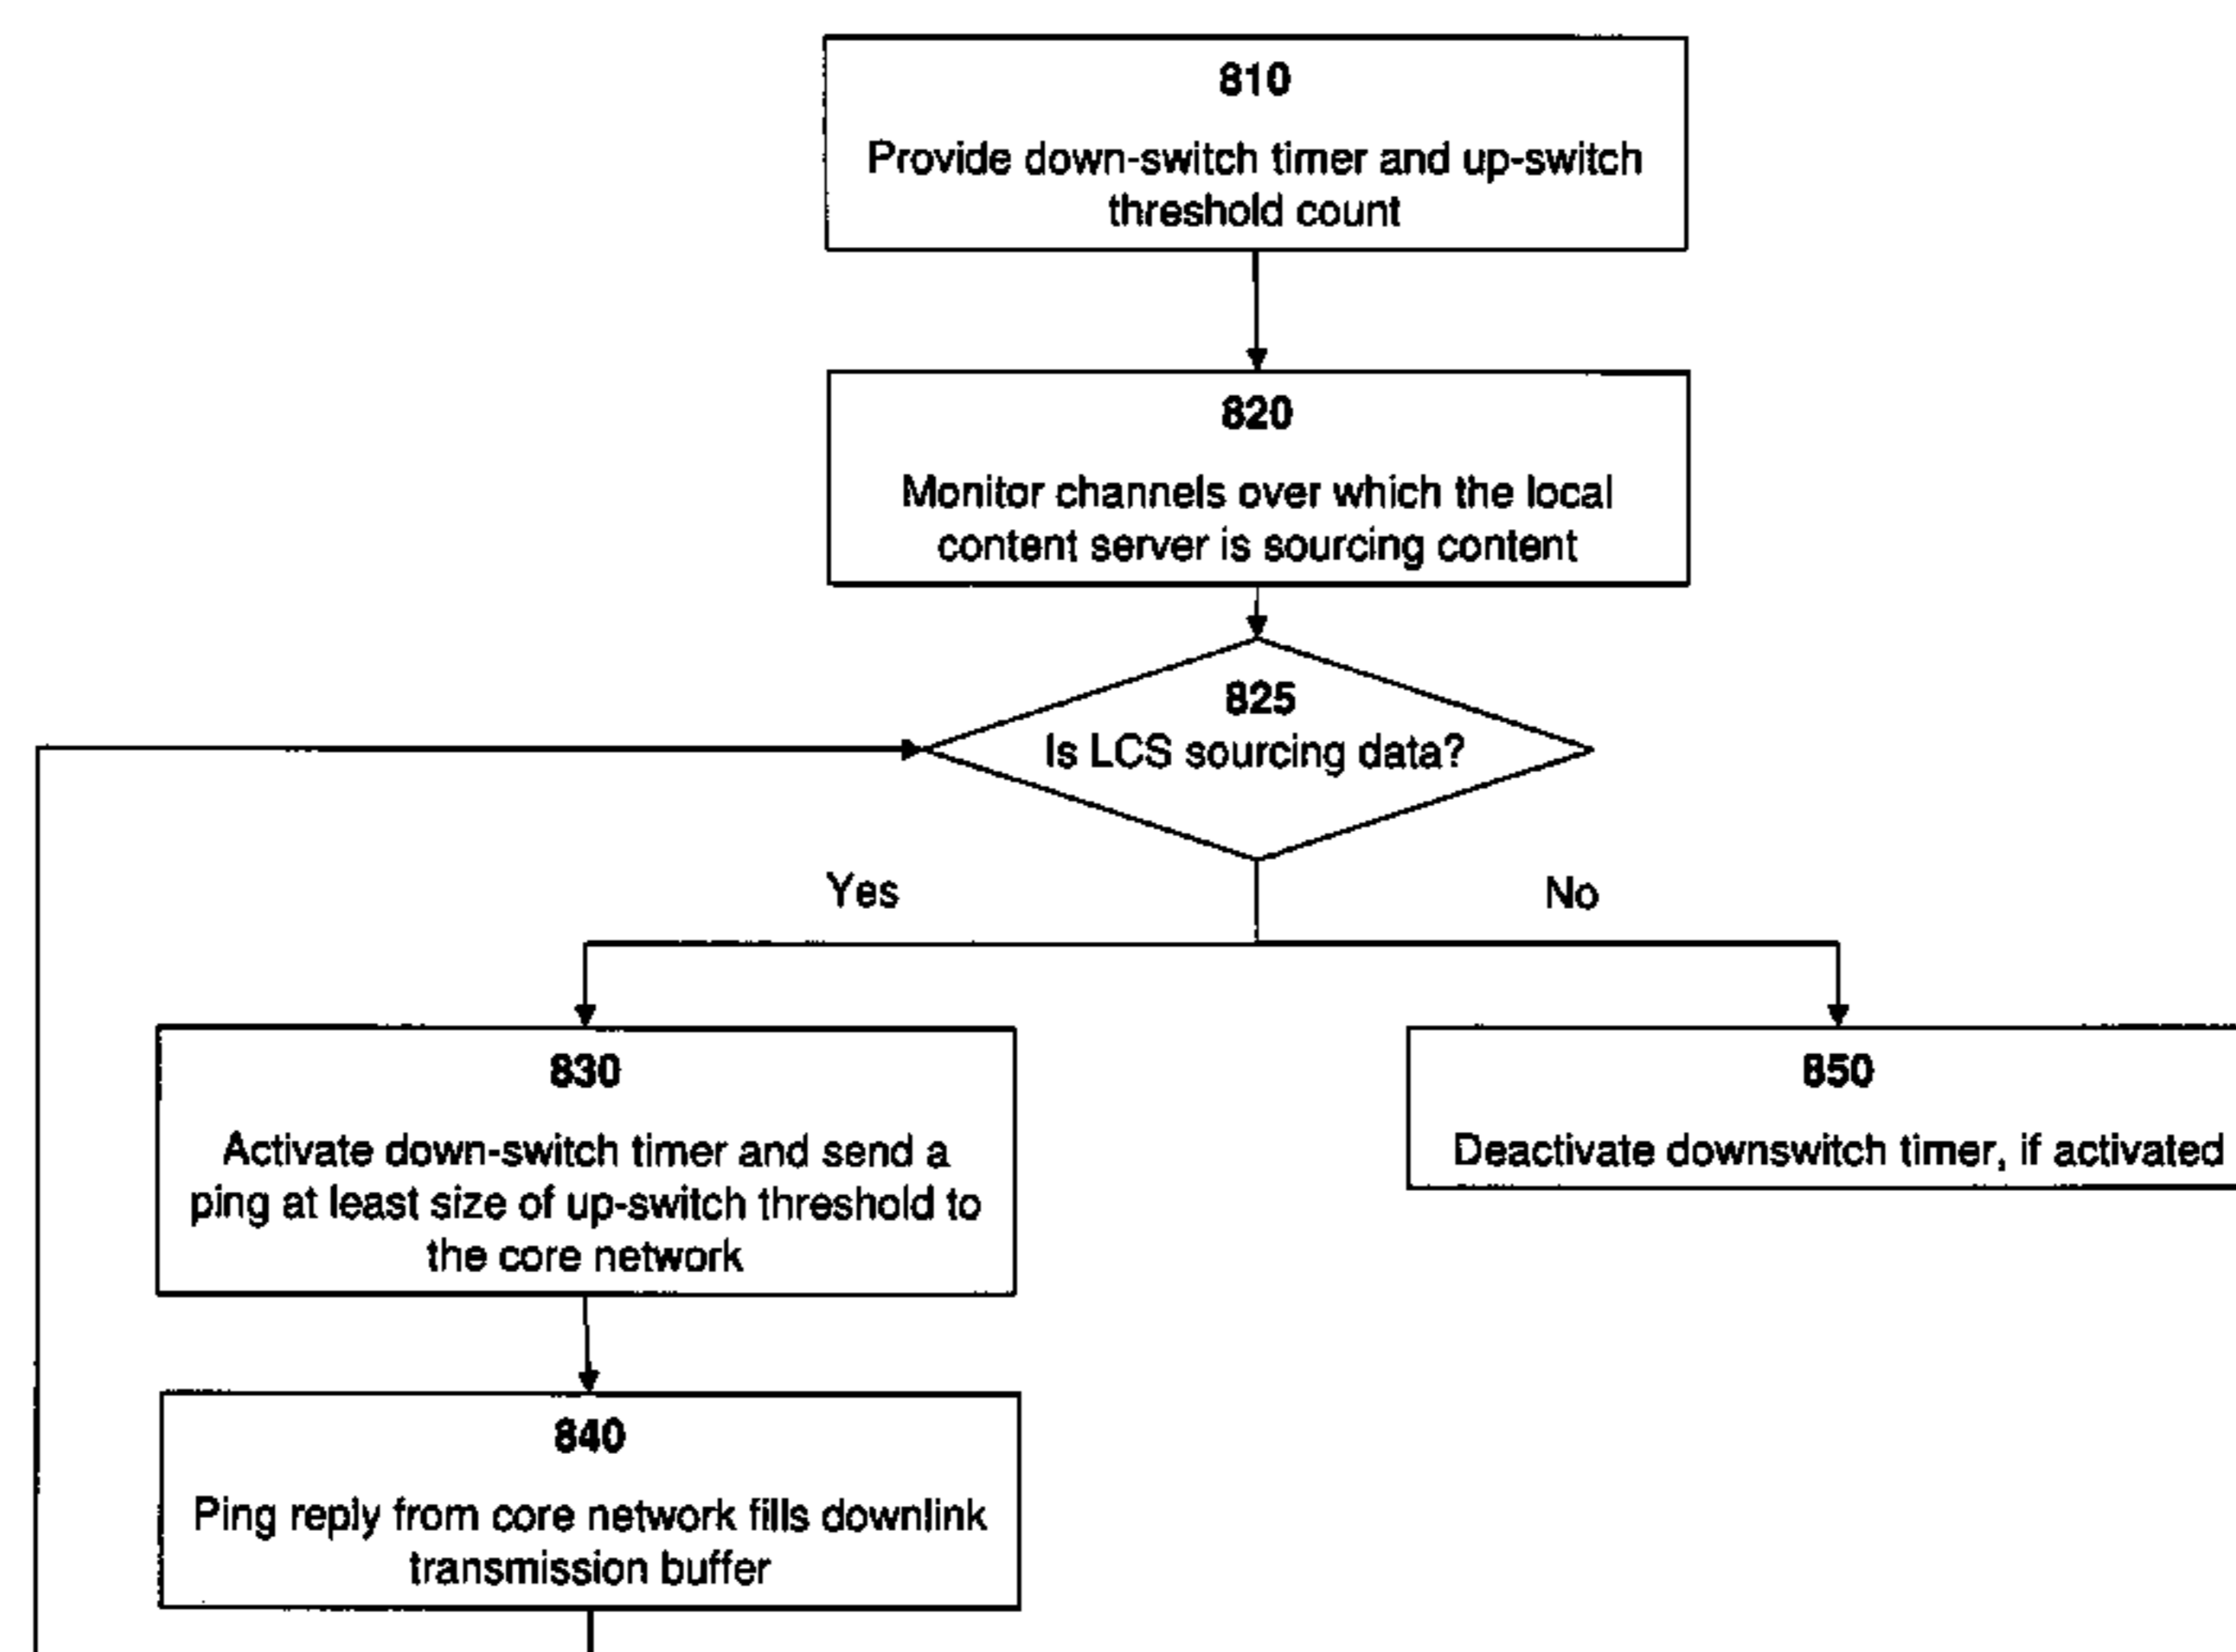 810
Provide down-switch timer and up-switch
threshold count
820
Monitor channels over which the local
content server is sourcing content
825
Is LCS sourcing data?
Yes
No
830
Activate down-switch timer and send a
ping at least size of up-switch threshold to
the core network
850
Deactivate downswitch timer, if activated
840
Ping reply from core network fills downlink
transmission buffer